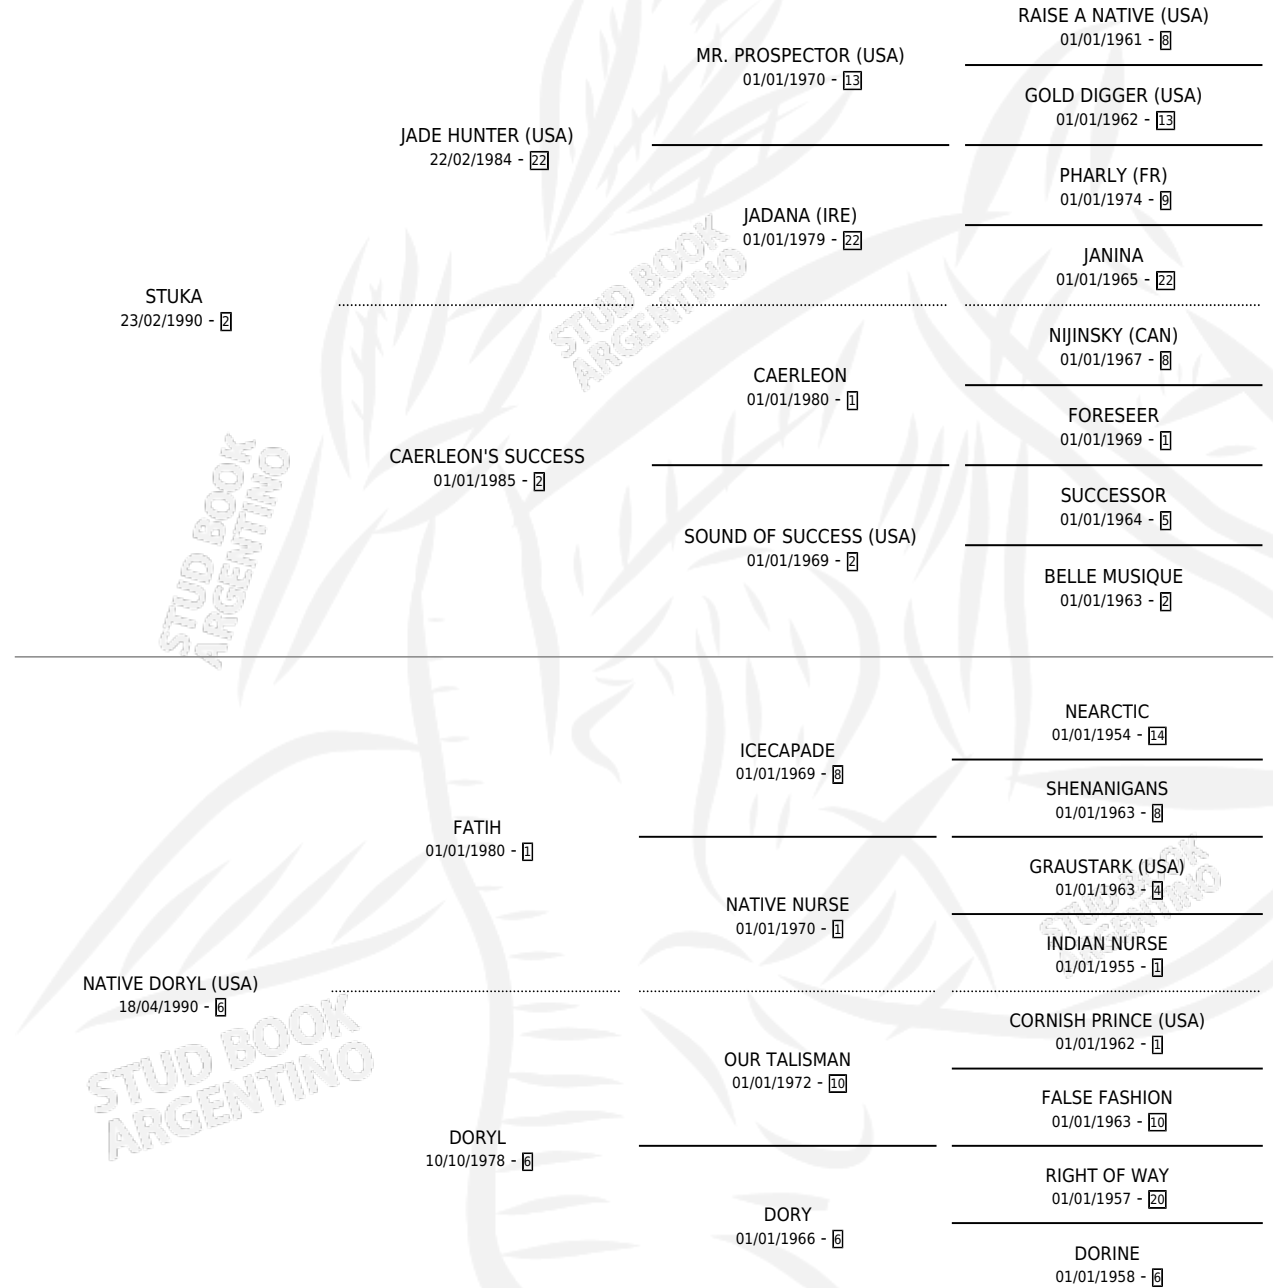 RAISE A NATIVE (USA)
01/01/1961 - 8
MR. PROSPECTOR (USA)
01/01/1970 - 13
GOLD DIGGER (USA)
01/01/1962 - 13
JADE HUNTER (USA)
22/02/1984 - 22
PHARLY (FR)
01/01/1974 - 9
JADANA (IRE)
01/01/1979 - 22
JANINA
01/01/1965 - 22
STUKA
23/02/1990 - 2
NIJINSKY (CAN)
01/01/1967 - 8
CAERLEON
01/01/1980 - 1
FORESEER
01/01/1969 - 1
CAERLEON'S SUCCESS
01/01/1985 - 2
SUCCESSOR
01/01/1964 - 5
SOUND OF SUCCESS (USA)
01/01/1969 - 2
BELLE MUSIQUE
01/01/1963 - 2
NEARCTIC
01/01/1954 - 14
ICECAPADE
01/01/1969 - 8
SHENANIGANS
01/01/1963 - 8
FATIH
01/01/1980 - 1
GRAUSTARK (USA)
01/01/1963 - 4
NATIVE NURSE
01/01/1970 - 1
INDIAN NURSE
01/01/1955 - 1
NATIVE DORYL (USA)
18/04/1990 - 6
CORNISH PRINCE (USA)
01/01/1962 - 1
OUR TALISMAN
01/01/1972 - 10
FALSE FASHION
01/01/1963 - 10
DORYL
10/10/1978 - 6
RIGHT OF WAY
01/01/1957 - 20
DORY
01/01/1966 - 6
DORINE
01/01/1958 - 6
STUD BOOK
ARGENTINO
STUD BOOK
ARGENTINO
STUD BOOK
ARGENTINO
STUD BOOK
ARGENTINO